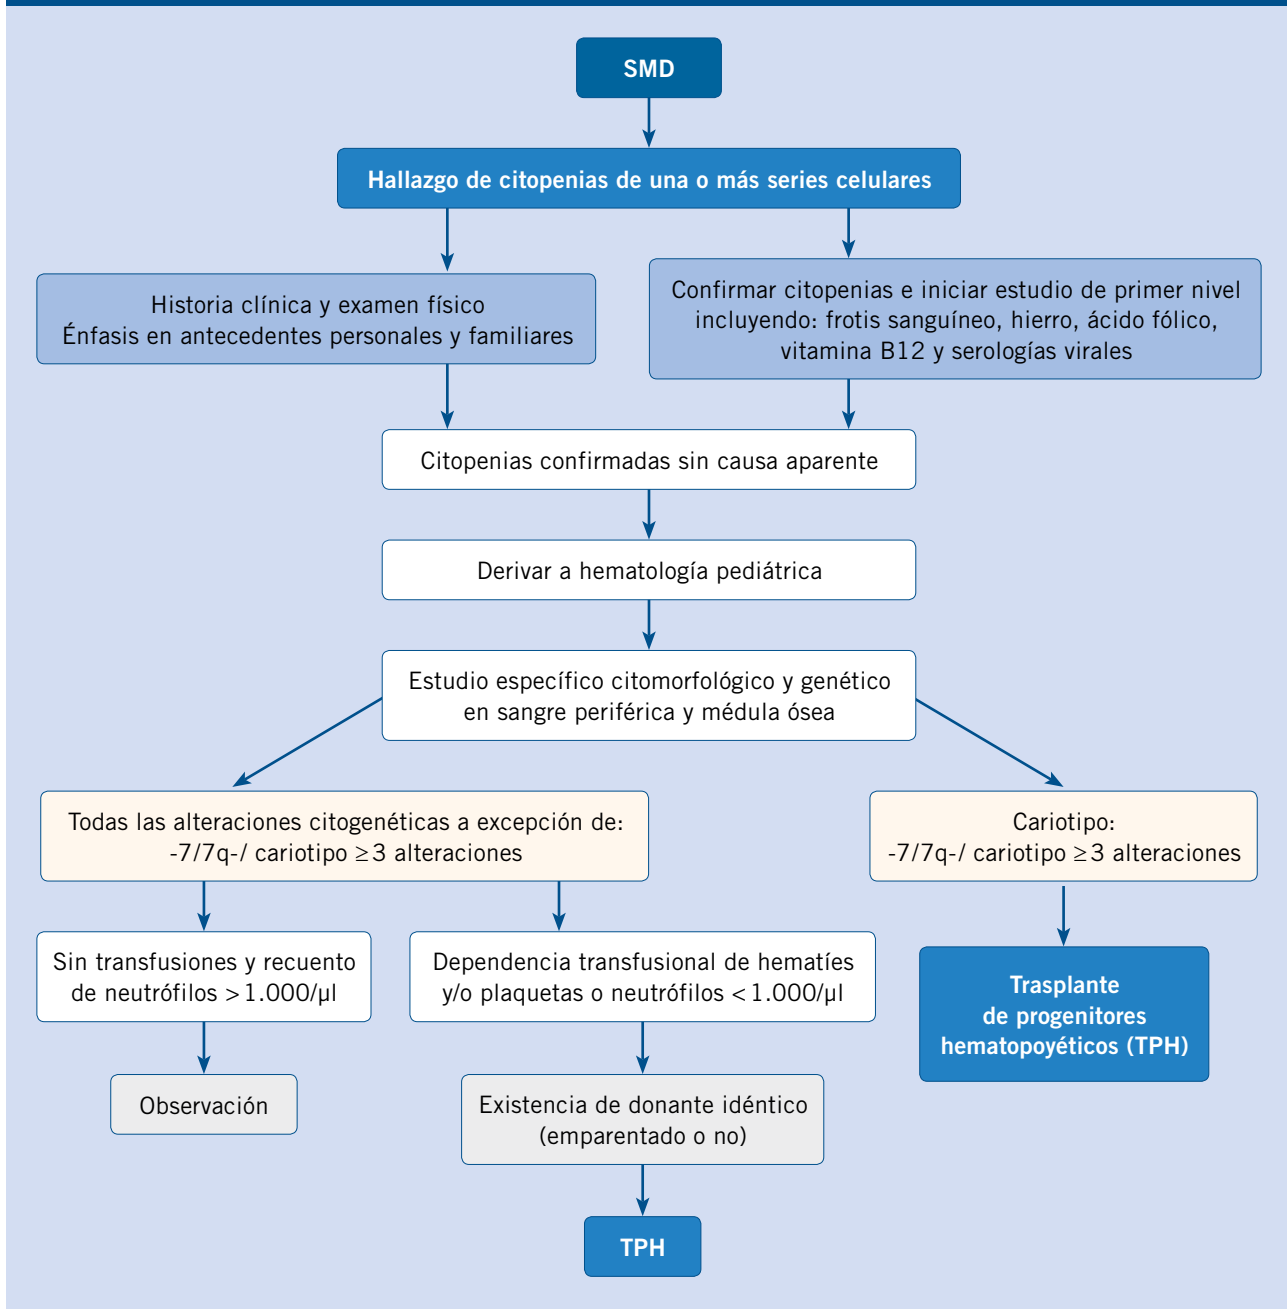 SMD
Hallazgo de citopenias de una o más series celulares
Historia clínica y examen físico
Énfasis en antecedentes personales y familiares
Confirmar citopenias e iniciar estudio de primer nivel
incluyendo: frotis sanguíneo, hierro, ácido fólico,
vitamina B12 y serologías virales
Citopenias confirmadas sin causa aparente
Derivar a hematología pediátrica
Estudio específico citomorfológico y genético
en sangre periférica y médula ósea
Todas las alteraciones citogenéticas a excepción de:
-7/7q-/ cariotipo ≥3 alteraciones
Cariotipo:
-7/7q-/ cariotipo ≥3 alteraciones
Sin transfusiones y recuento
de neutrófilos >1.000/µl
Dependencia transfusional de hematíes
y/o plaquetas o neutrófilos <1.000/µl
Trasplante
de progenitores
hematopoyéticos (TPH)
Observación
Existencia de donante idéntico
(emparentado o no)
TPH